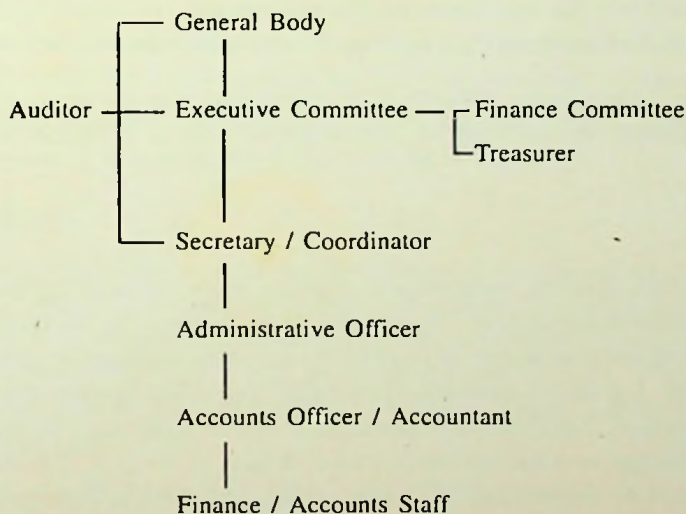 General Body
Auditor Executive Committee Finance Committee
Treasurer
Secretary / Coordinator
Administrative Officer
Accounts Officer / Accountant
Finance / Accounts Staff